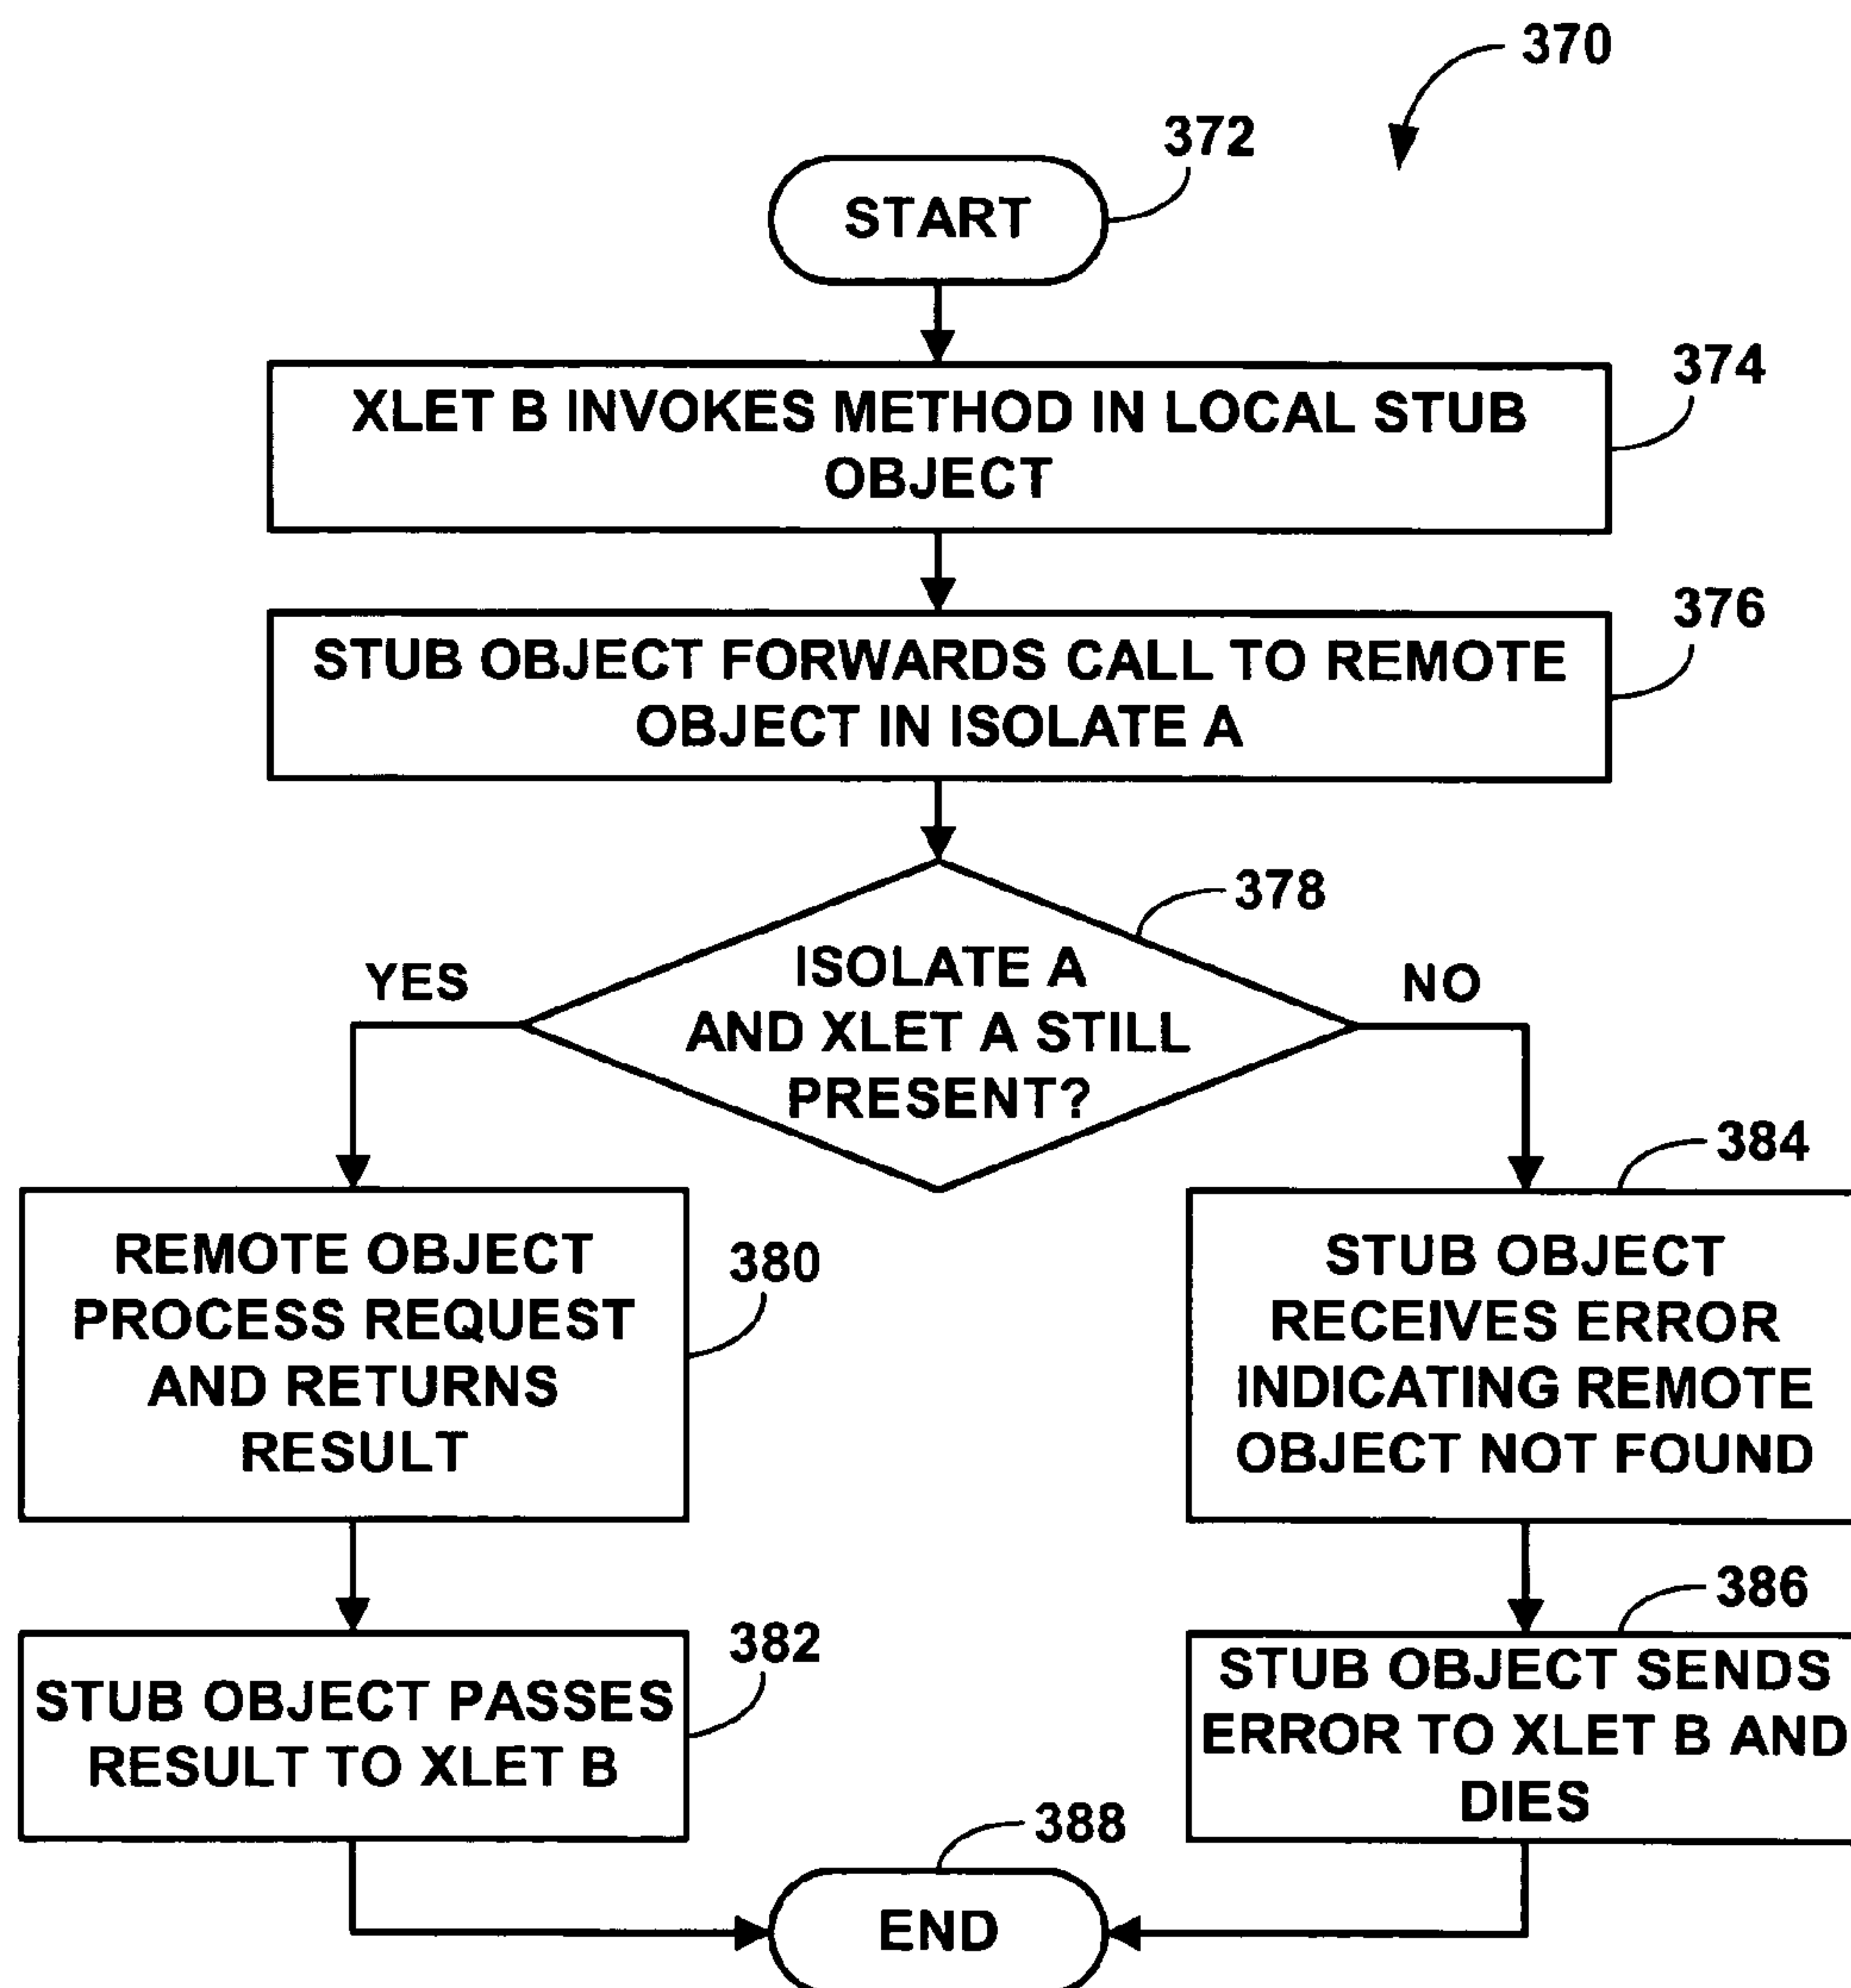 370
372
START
374
XLET B INVOKES METHOD IN LOCAL STUB
OBJECT
376
STUB OBJECT FORWARDS CALL TO REMOTE
OBJECT IN ISOLATE A
378
ISOLATE A
AND XLET A STILL
PRESENT?
YES
NO
380
REMOTE OBJECT
PROCESS REQUEST
AND RETURNS
RESULT
384
STUB OBJECT
RECEIVES ERROR
INDICATING REMOTE
OBJECT NOT FOUND
382
STUB OBJECT PASSES
RESULT TO XLET B
386
STUB OBJECT SENDS
ERROR TO XLET B AND
DIES
388
END